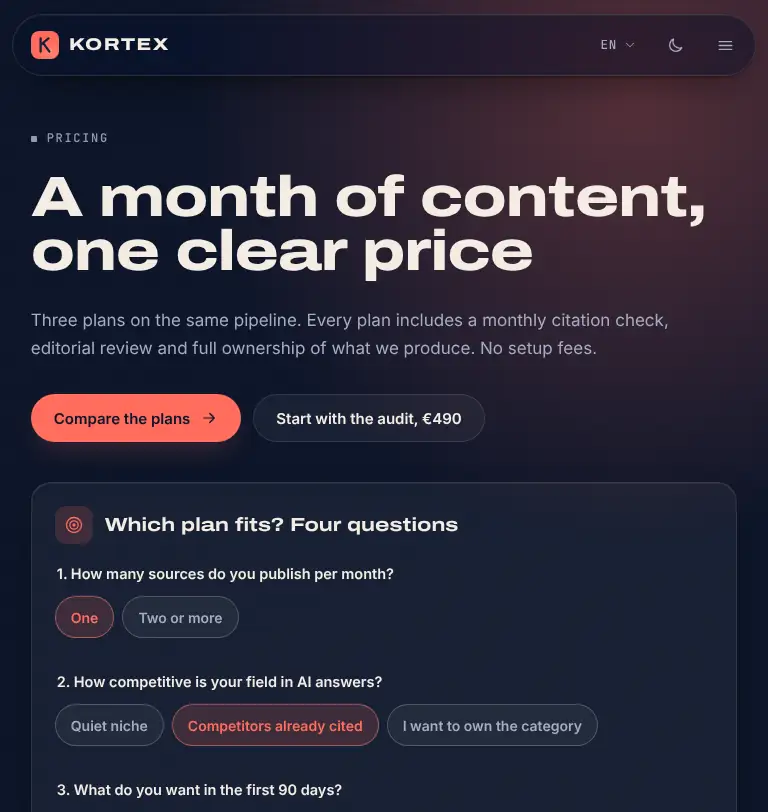 K KORTEX
EN
PRICING
A month of content,
one clear price
Three plans on the same pipeline. Every plan includes a monthly citation check,
editorial review and full ownership of what we produce. No setup fees.
Compare the plans → Start with the audit, €490
Which plan fits? Four questions
1. How many sources do you publish per month?
One Two or more
2. How competitive is your field in AI answers?
Quiet niche Competitors already cited I want to own the category
3. What do you want in the first 90 days?